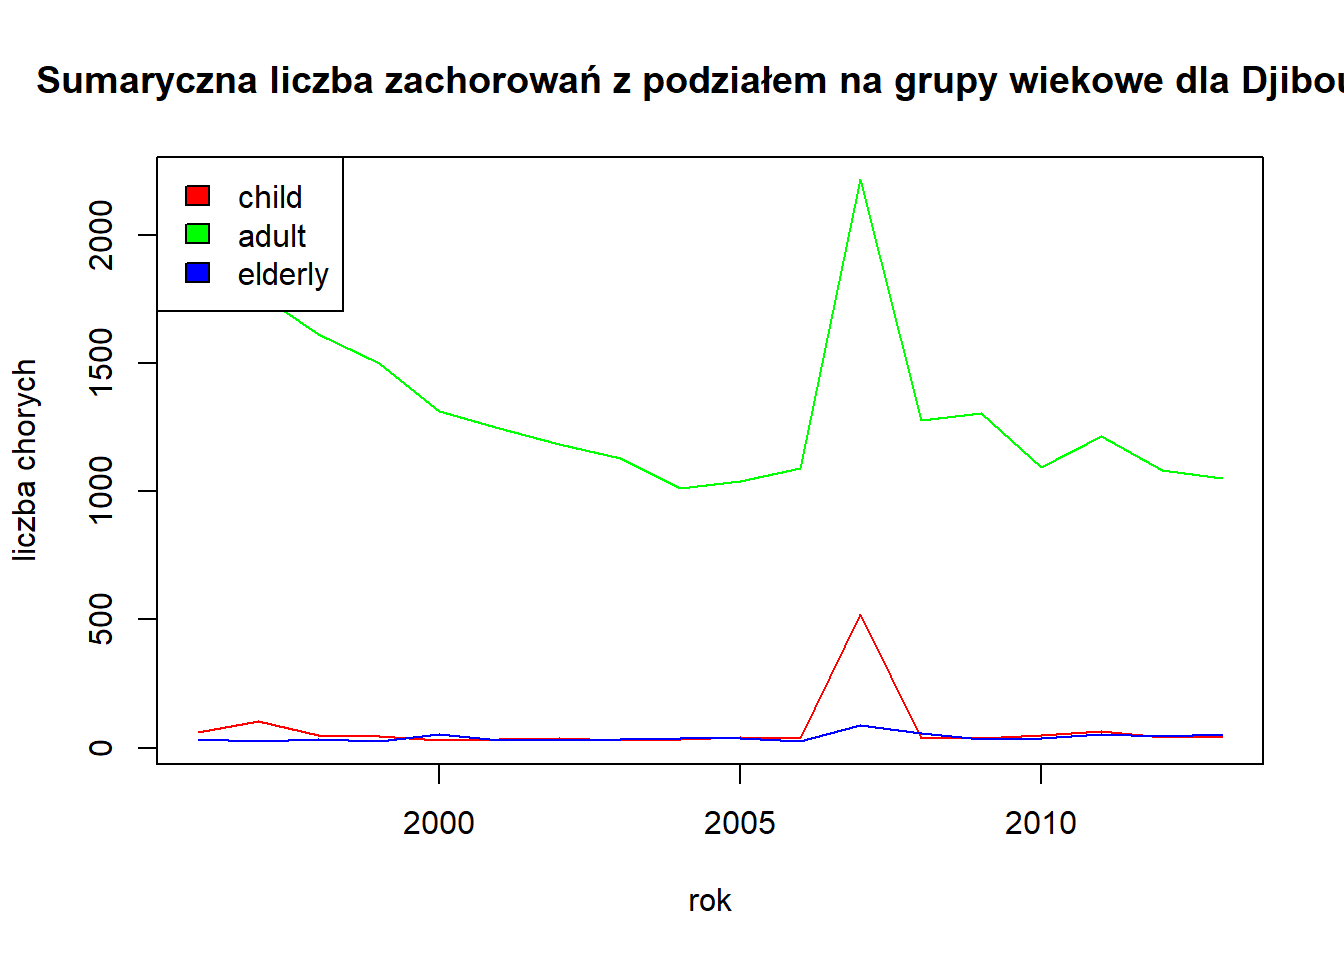 Sumaryczna liczba zachorowań z podziałem na grupy wiekowe dla Djibou
child
adult
elderly
liczba chorych
2000
1500
1000
500
0
2000
2005
2010
rok